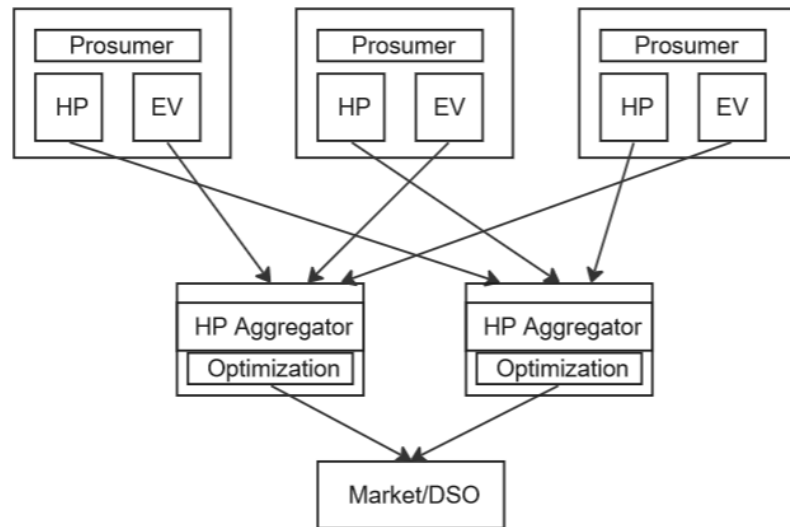 Prosumer
HP
EV
Prosumer
HP
EV
Prosumer
HP
EV
HP Aggregator
Optimization
HP Aggregator
Optimization
Market/DSO